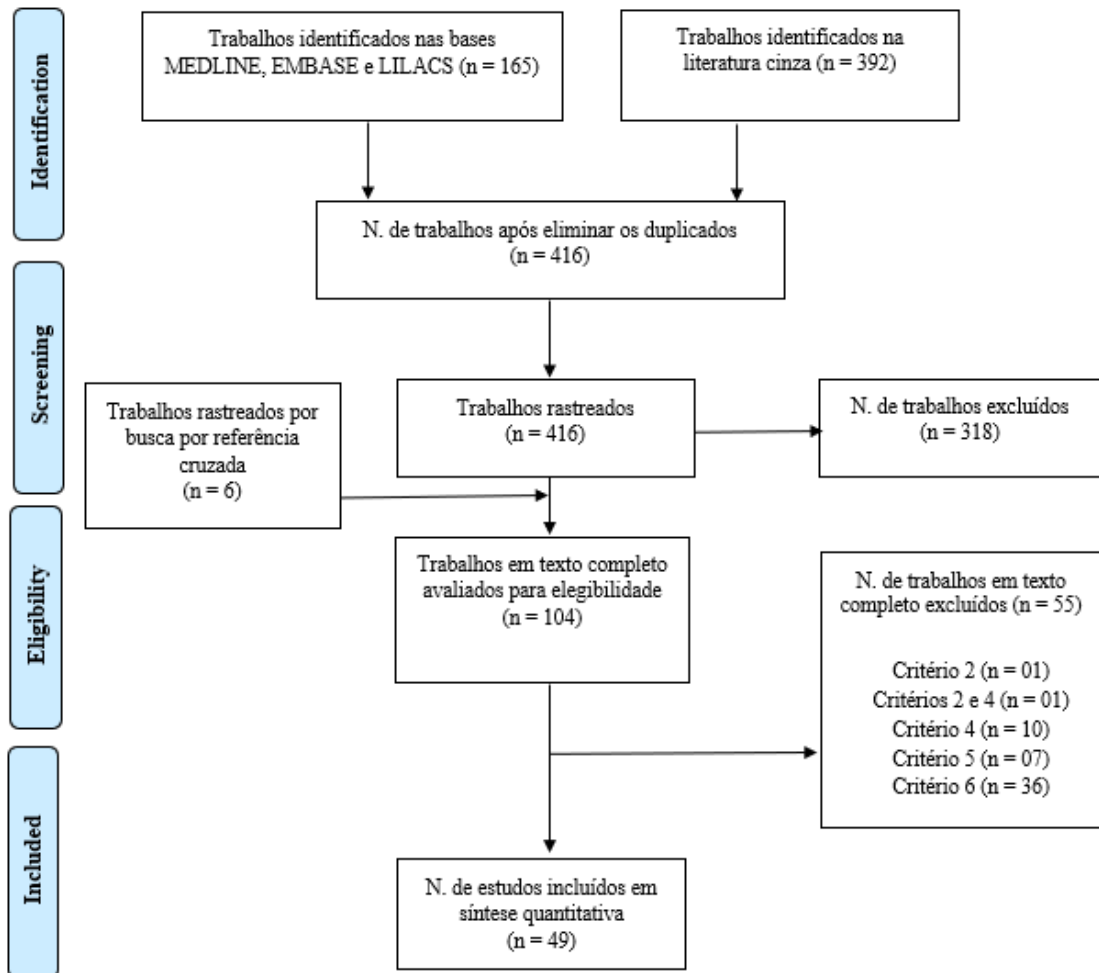 Identification
Trabalhos identificados nas bases
MEDLINE, EMBASE e LILACS (n = 165)
Trabalhos identificados na
literatura cinza (n = 392)
N. de trabalhos após eliminar os duplicados
(n = 416)
Screening
Trabalhos rastreados por
busca por referência
cruzada
(n = 6)
Trabalhos rastreados
(n = 416)
N. de trabalhos excluídos
(n = 318)
Eligibility
Trabalhos em texto completo
avaliados para elegibilidade
(n = 104)
N. de trabalhos em texto
completo excluídos (n = 55)
Critério 2 (n = 01)
Critérios 2 e 4 (n = 01)
Critério 4 (n = 10)
Critério 5 (n = 07)
Critério 6 (n = 36)
Included
N. de estudos incluídos em
síntese quantitativa
(n = 49)